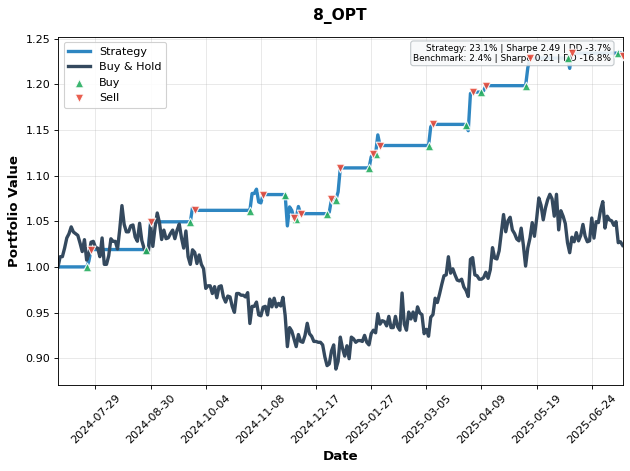 8_OPT
Portfolio Value
1.25
1.20
1.15
1.10
1.05
1.00
0.95
0.90
Strategy
Buy & Hold
Buy
Sell
Strategy: 23.1% | Sharpe 2.49 | DD -3.7%
Benchmark: 2.4% | Sharpe 0.21 | DD -16.8%
2024-07-29
2024-08-30
2024-10-04
2024-11-08
2024-12-17
2025-01-27
2025-03-05
2025-04-09
2025-05-19
2025-06-24
Date